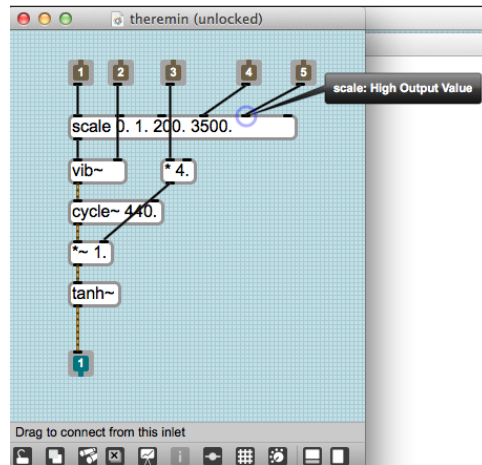 theremin (unlocked)
1 2 3 4 5
scale: High Output Value
scale 0. 1. 200. 3500.
vib~ * 4.
cycle~ 440.
*~ 1.
tanh~
1
Drag to connect from this inlet